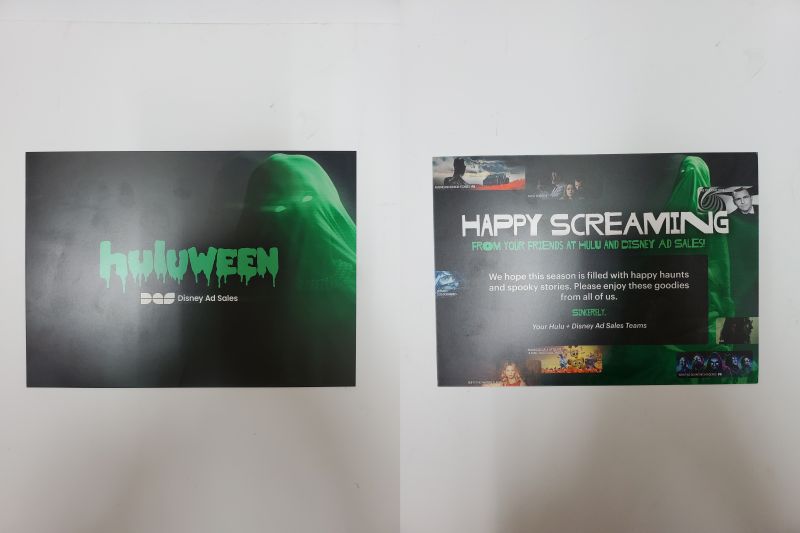 huluween
DAS Disney Ad Sales
HAPPY SCREAMING
FROM YOUR FRIENDS AT HULU AND DISNEY AD SALES!
We hope this season is filled with happy haunts
and spooky stories. Please enjoy these goodies
from all of us.
SINCERELY,
Your Hulu + Disney Ad Sales Teams